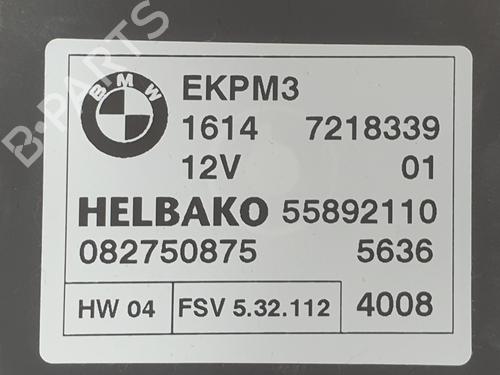 BMW
EKPM3
1614 7218339
12V 01
HELBAKO 55892110
082750875 5636
HW 04 FSV 5.32.112 4008
B-PARTS